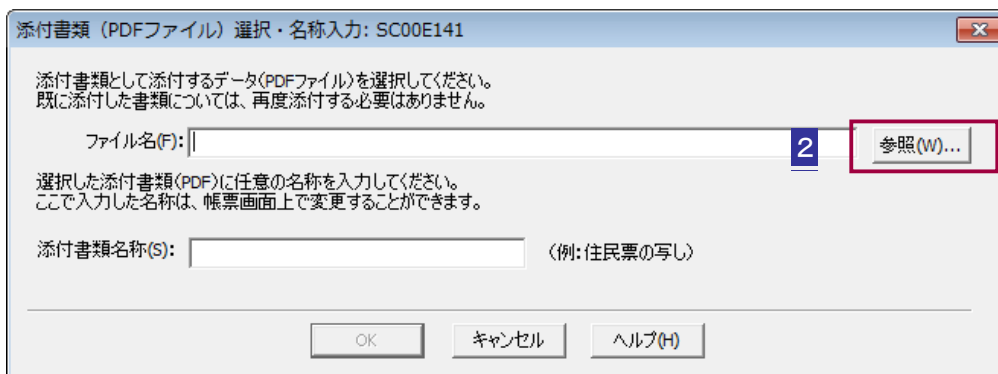 添付書類（PDFファイル）選択・名称入力: SC00E141
添付書類として添付するデータ(PDFファイル)を選択してください。
既に添付した書類については、再度添付する必要はありません。
ファイル名(F):
2
参照(W)...
選択した添付書類(PDF)に任意の名称を入力してください。
ここで入力した名称は、帳票画面上で変更することができます。
添付書類名称(S):
（例:住民票の写し）
OK
キャンセル
ヘルプ(H)